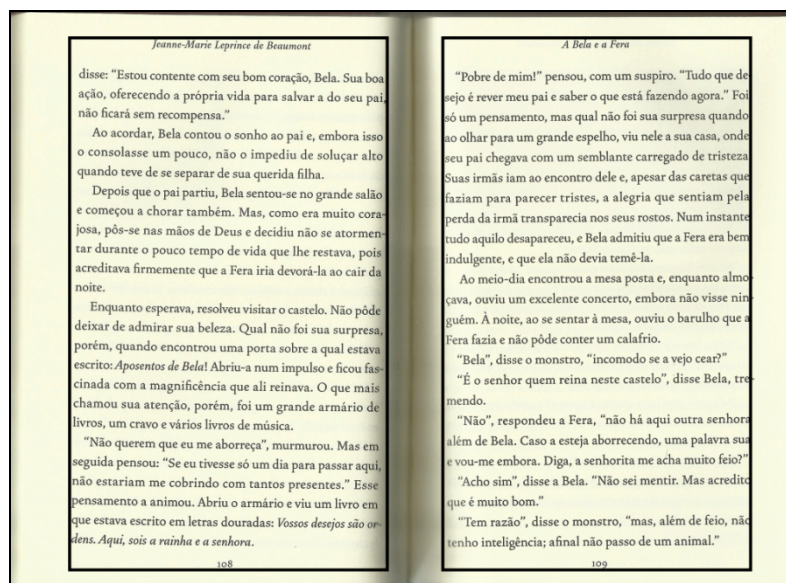 Jeanne-Marie Leprince de Beaumont
disse: “Estou contente com seu bom coração, Bela. Sua boa
ação, oferecendo a própria vida para salvar a do seu pai,
não ficará sem recompensa.”
Ao acordar, Bela contou o sonho ao pai e, embora isso
o consolasse um pouco, não o impediu de soluçar alto
quando teve de se separar de sua querida filha.
Depois que o pai partiu, Bela sentou-se no grande salão
e começou a chorar também. Mas, como era muito cora-
josa, pôs-se nas mãos de Deus e decidiu não se atormen-
tar durante o pouco tempo de vida que lhe restava, pois
acreditava firmemente que a Fera iria devorá-la ao cair da
noite.
Enquanto esperava, resolveu visitar o castelo. Não pôde
deixar de admirar sua beleza. Qual não foi sua surpresa,
porém, quando encontrou uma porta sobre a qual estava
escrito: Aposentos de Bela! Abriu-a num impulso e ficou fas-
cinada com a magnificência que ali reinava. O que mais
chamou sua atenção, porém, foi um grande armário de
livros, um cravo e vários livros de música.
“Não querem que eu me aborreça”, murmurou. Mas em
seguida pensou: “Se eu tivesse só um dia para passar aqui,
não estariam me cobrindo com tantos presentes.” Esse
pensamento a animou. Abriu o armário e viu um livro em
que estava escrito em letras douradas: Vossos desejos são or-
dens. Aqui, sois a rainha e a senhora.
108
A Bela e a Fera
“Pobre de mim!” pensou, com um suspiro. “Tudo que de-
sejo é rever meu pai e saber o que está fazendo agora.” Foi
só um pensamento, mas qual não foi sua surpresa quando
ao olhar para um grande espelho, viu nele a sua casa, onde
seu pai chegava com um semblante carregado de tristeza
Suas irmãs iam ao encontro dele e, apesar das caretas que
faziam para parecer tristes, a alegria que sentiam pela
perda da irmã transparecia nos seus rostos. Num instante
tudo aquilo desapareceu, e Bela admitiu que a Fera era bem
indulgente, e que ela não devia temê-la.
Ao meio-dia encontrou a mesa posta e, enquanto almo-
çava, ouviu um excelente concerto, embora não visse nin-
guém. À noite, ao se sentar à mesa, ouviu o barulho que a
Fera fazia e não pôde conter um calafrio.
“Bela”, disse o monstro, “incomodo se a vejo cear?”
“É o senhor quem reina neste castelo”, disse Bela, tre-
mendo.
“Não”, respondeu a Fera, “não há aqui outra senhora
além de Bela. Caso a esteja aborrecendo, uma palavra sua
e vou-me embora. Diga, a senhorita me acha muito feio?”
“Acho sim”, disse a Bela. “Não sei mentir. Mas acredito
que é muito bom.”
“Tem razão”, disse o monstro, “mas, além de feio, não
tenho inteligência; afinal não passo de um animal.”
109